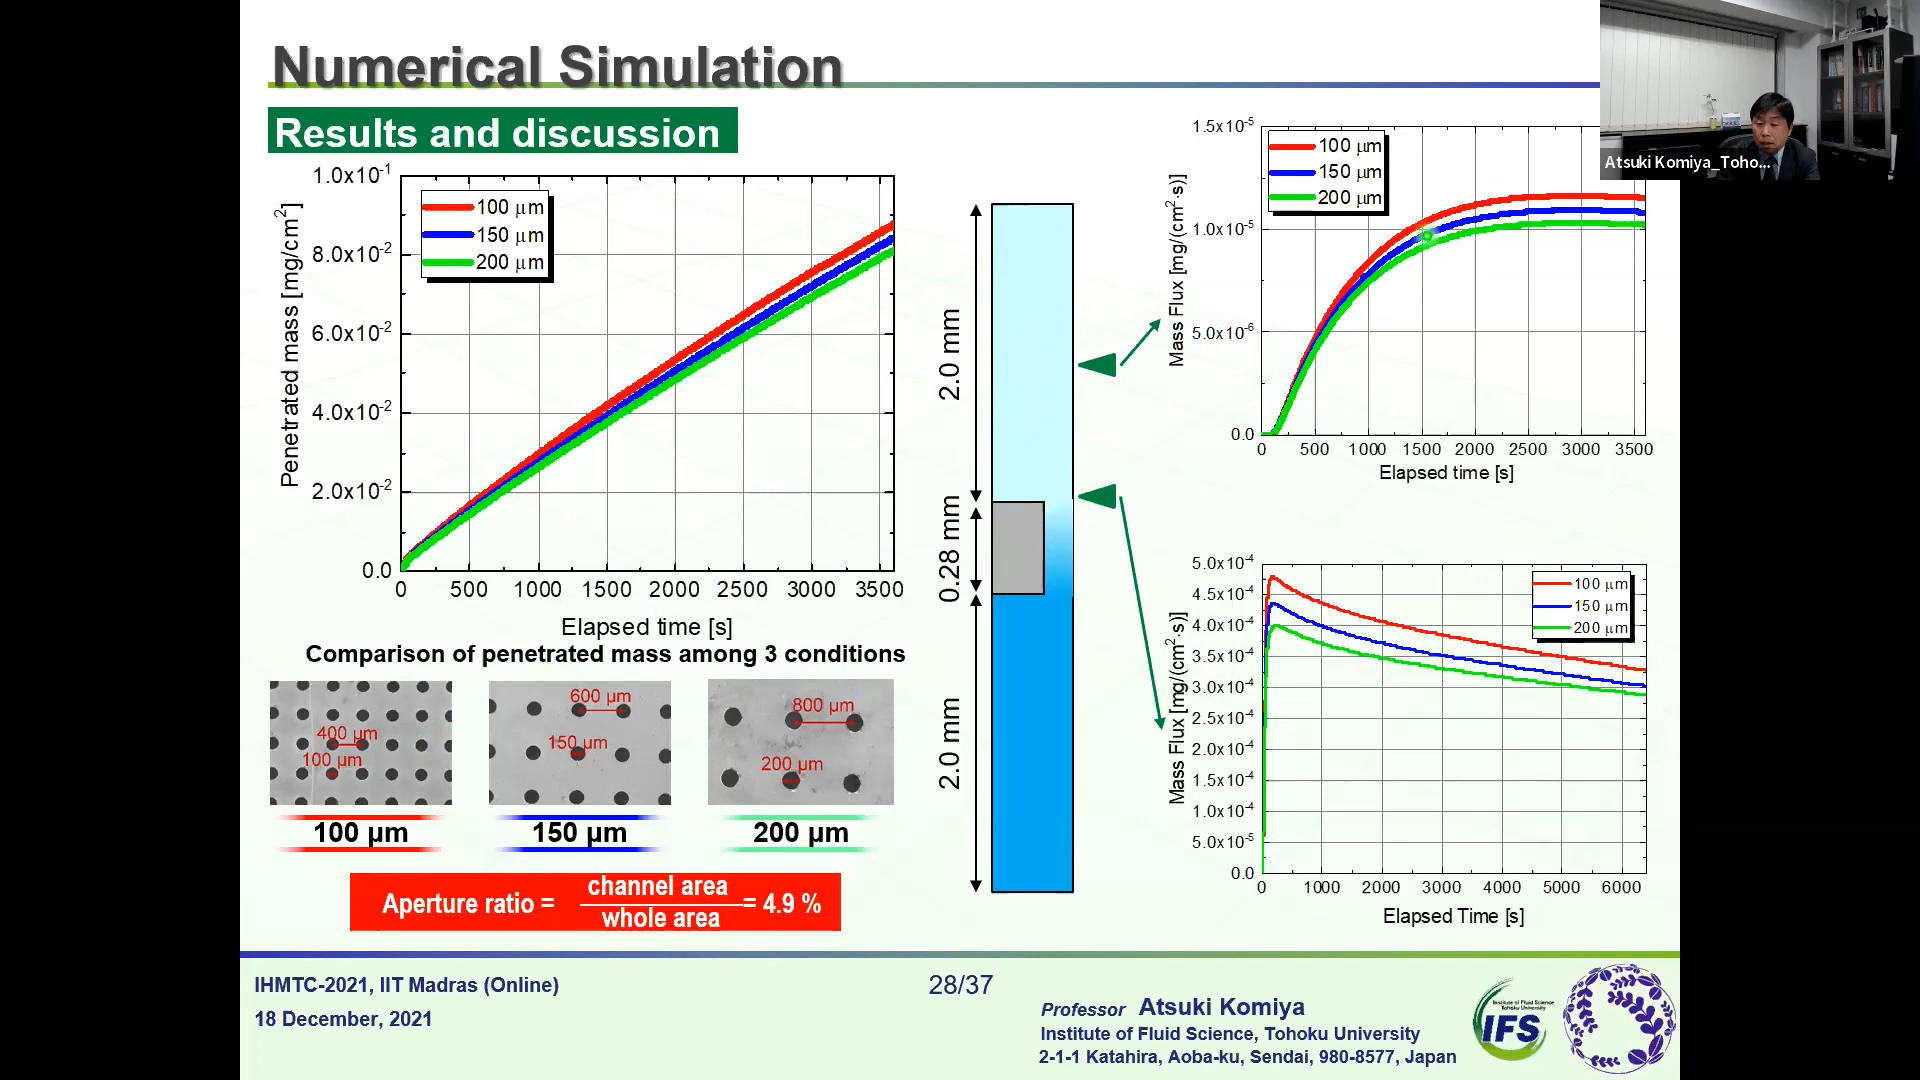 Numerical Simulation
Results and discussion
Atsuki Komiya_Toho...
1.0x10-1
8.0x10-2
6.0x10-2
4.0x10-2
2.0x10-2
0.0
Penetrated mass [mg/cm2]
100 μm
150 μm
200 μm
0 500 1000 1500 2000 2500 3000 3500
Elapsed time [s]
Comparison of penetrated mass among 3 conditions
400 μm
100 μm
600 μm
150 μm
800 μm
200 μm
100 μm
150 μm
200 μm
Aperture ratio = channel area / whole area = 4.9 %
2.0 mm
0.28 mm
2.0 mm
1.5x10-5
1.0x10-5
5.0x10-6
0.0
Mass Flux [mg/(cm2·s)]
100 μm
150 μm
200 μm
0 500 1000 1500 2000 2500 3000 3500
Elapsed time [s]
5.0x10-4
4.5x10-4
4.0x10-4
3.5x10-4
3.0x10-4
2.5x10-4
2.0x10-4
1.5x10-4
1.0x10-4
5.0x10-5
0.0
Mass Flux [mg/(cm2·s)]
100 μm
150 μm
200 μm
0 1000 2000 3000 4000 5000 6000
Elapsed Time [s]
IHMTC-2021, IIT Madras (Online)
18 December, 2021
28/37
Professor Atsuki Komiya
Institute of Fluid Science, Tohoku University
2-1-1 Katahira, Aoba-ku, Sendai, 980-8577, Japan
Institute of Fluid Science
Tohoku University
IFS